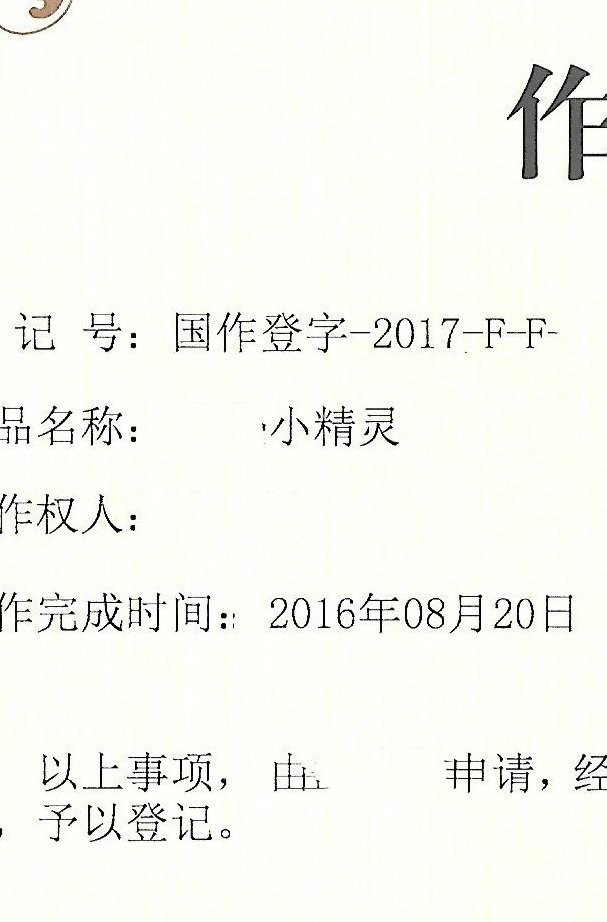 作
记 号：国作登字-2017-F-F-
品名称： 小精灵
作权人：
作完成时间： 2016年08月20日
以上事项， 由 申请，经
，予以登记。